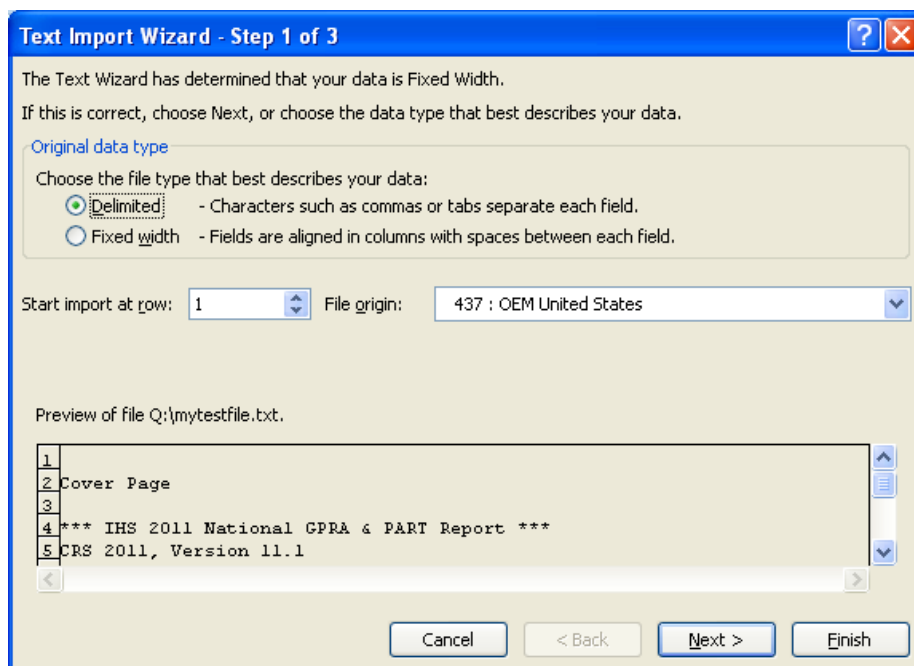 Text Import Wizard - Step 1 of 3
The Text Wizard has determined that your data is Fixed Width.
If this is correct, choose Next, or choose the data type that best describes your data.
Original data type
Choose the file type that best describes your data:
Delimited - Characters such as commas or tabs separate each field.
Fixed width - Fields are aligned in columns with spaces between each field.
Start import at row: 1 File origin: 437 : OEM United States
Preview of file Q:\mytestfile.txt.
1
2 Cover Page
3
4 *** IHS 2011 National GPRA & PART Report ***
5 CRS 2011, Version 11.1
Cancel < Back Next > Finish